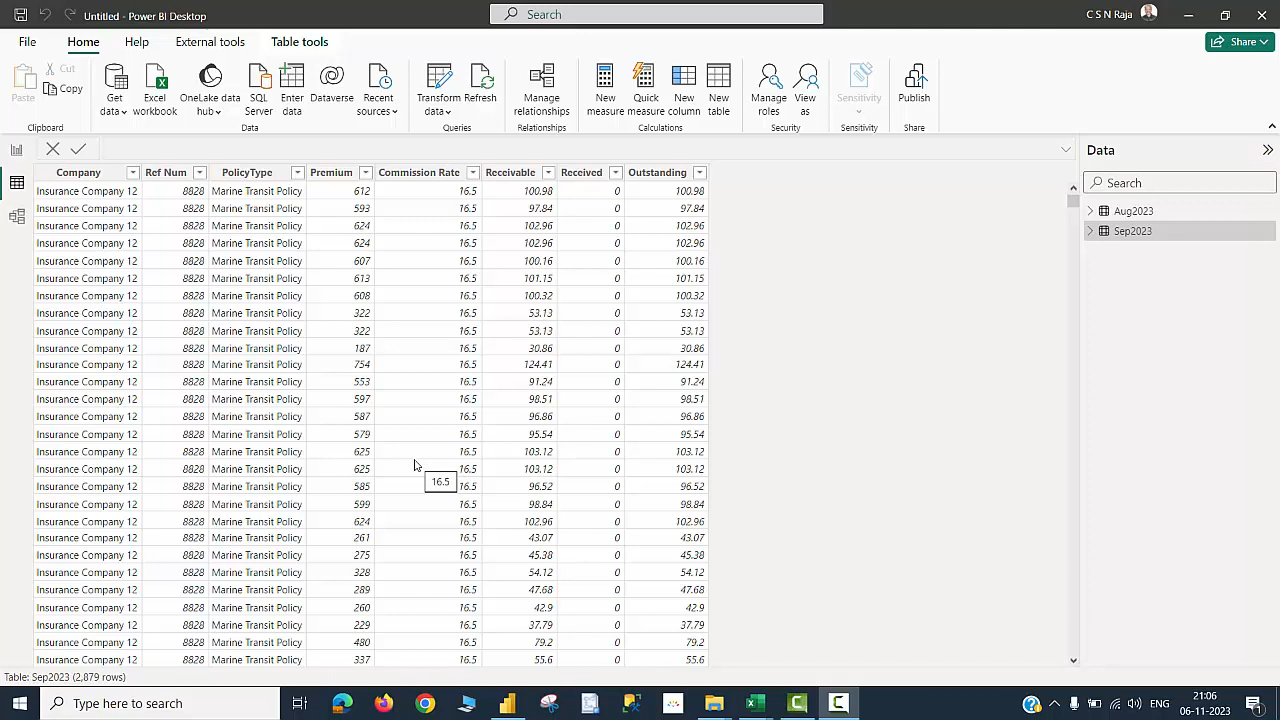 Untitled - Power BI Desktop
Search
C S N Raja
File Home Help External tools Table tools
Share
Paste
Cut
Copy
Get data
Excel workbook
OneLake data hub
SQL Server
Enter data
Dataverse
Recent sources
Transform data
Refresh
Manage relationships
New measure
Quick measure
New column
New table
Manage roles
View as
Sensitivity
Publish
Clipboard Data Queries Relationships Calculations Security Sensitivity Share
Data
Search
Aug2023
Sep2023
Company Ref Num PolicyType Premium Commission Rate Receivable Received Outstanding
Insurance Company 12 8828 Marine Transit Policy 612 16.5 100.98 0 100.98
Insurance Company 12 8828 Marine Transit Policy 593 16.5 97.84 0 97.84
Insurance Company 12 8828 Marine Transit Policy 624 16.5 102.96 0 102.96
Insurance Company 12 8828 Marine Transit Policy 624 16.5 102.96 0 102.96
Insurance Company 12 8828 Marine Transit Policy 607 16.5 100.16 0 100.16
Insurance Company 12 8828 Marine Transit Policy 613 16.5 101.15 0 101.15
Insurance Company 12 8828 Marine Transit Policy 608 16.5 100.32 0 100.32
Insurance Company 12 8828 Marine Transit Policy 322 16.5 53.13 0 53.13
Insurance Company 12 8828 Marine Transit Policy 322 16.5 53.13 0 53.13
Insurance Company 12 8828 Marine Transit Policy 187 16.5 30.86 0 30.86
Insurance Company 12 8828 Marine Transit Policy 754 16.5 124.41 0 124.41
Insurance Company 12 8828 Marine Transit Policy 553 16.5 91.24 0 91.24
Insurance Company 12 8828 Marine Transit Policy 597 16.5 98.51 0 98.51
Insurance Company 12 8828 Marine Transit Policy 587 16.5 96.86 0 96.86
Insurance Company 12 8828 Marine Transit Policy 579 16.5 95.54 0 95.54
Insurance Company 12 8828 Marine Transit Policy 625 16.5 103.12 0 103.12
Insurance Company 12 8828 Marine Transit Policy 625 16.5 103.12 0 103.12
Insurance Company 12 8828 Marine Transit Policy 585 16.5 96.52 0 96.52
16.5
Insurance Company 12 8828 Marine Transit Policy 599 16.5 98.84 0 98.84
Insurance Company 12 8828 Marine Transit Policy 624 16.5 102.96 0 102.96
Insurance Company 12 8828 Marine Transit Policy 261 16.5 43.07 0 43.07
Insurance Company 12 8828 Marine Transit Policy 275 16.5 45.38 0 45.38
Insurance Company 12 8828 Marine Transit Policy 328 16.5 54.12 0 54.12
Insurance Company 12 8828 Marine Transit Policy 289 16.5 47.68 0 47.68
Insurance Company 12 8828 Marine Transit Policy 260 16.5 42.9 0 42.9
Insurance Company 12 8828 Marine Transit Policy 229 16.5 37.79 0 37.79
Insurance Company 12 8828 Marine Transit Policy 480 16.5 79.2 0 79.2
Insurance Company 12 8828 Marine Transit Policy 337 16.5 55.6 0 55.6
Table: Sep2023 (2,879 rows)
Type here to search
ENG
21:06
06-11-2023